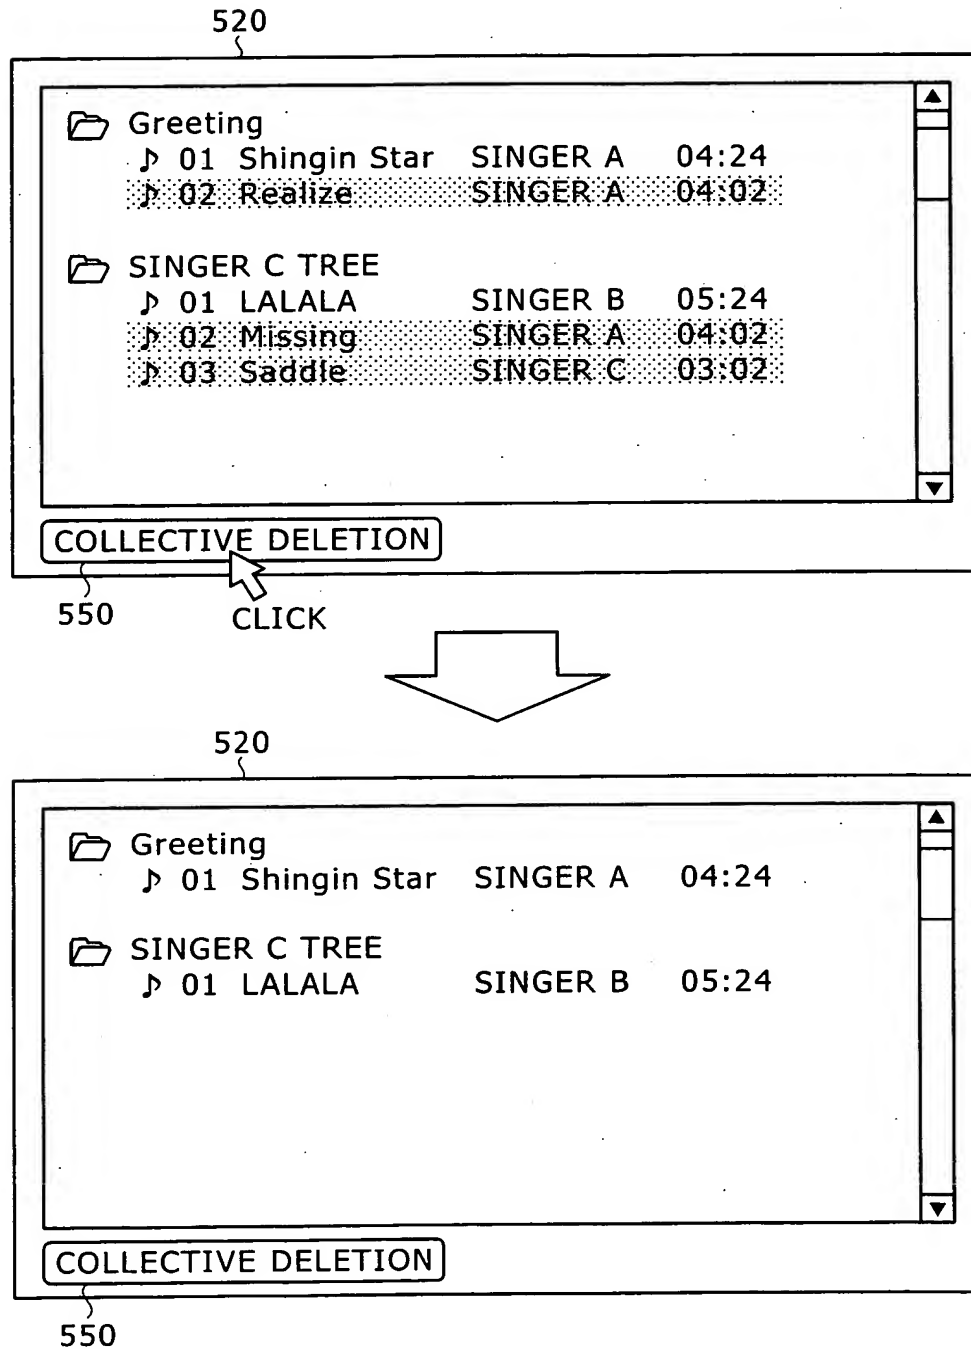 520
Greeting
01 Shingin Star SINGER A 04:24
02 Realize SINGER A 04:02
SINGER C TREE
01 LALALA SINGER B 05:24
02 Missing SINGER A 04:02
03 Saddle SINGER C 03:02
COLLECTIVE DELETION
550
CLICK
520
Greeting
01 Shingin Star SINGER A 04:24
SINGER C TREE
01 LALALA SINGER B 05:24
COLLECTIVE DELETION
550